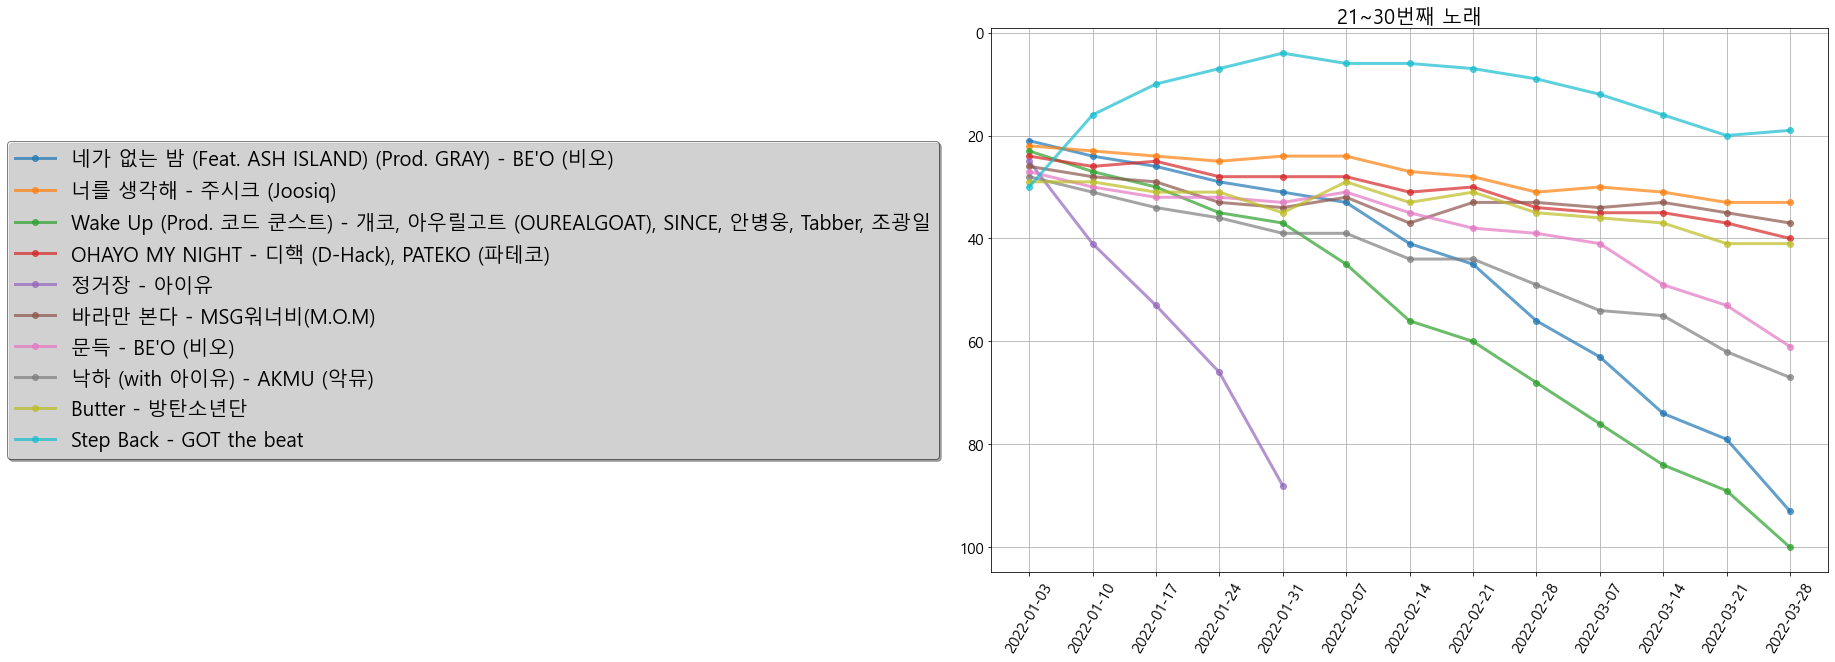 21~30번째 노래
네가 없는 밤 (Feat. ASH ISLAND) (Prod. GRAY) - BE'O (비오)
너를 생각해 - 주시크 (Joosiq)
Wake Up (Prod. 코드 쿤스트) - 개코, 아우릴고트 (OUREALGOAT), SINCE, 안병웅, Tabber, 조광일
OHAYO MY NIGHT - 디핵 (D-Hack), PATEKO (파테코)
정거장 - 아이유
바라만 본다 - MSG워너비(M.O.M)
문득 - BE'O (비오)
낙하 (with 아이유) - AKMU (악뮤)
Butter - 방탄소년단
Step Back - GOT the beat
0
20
40
60
80
100
2022-01-03
2022-01-10
2022-01-17
2022-01-24
2022-01-31
2022-02-07
2022-02-14
2022-02-21
2022-02-28
2022-03-07
2022-03-14
2022-03-21
2022-03-28